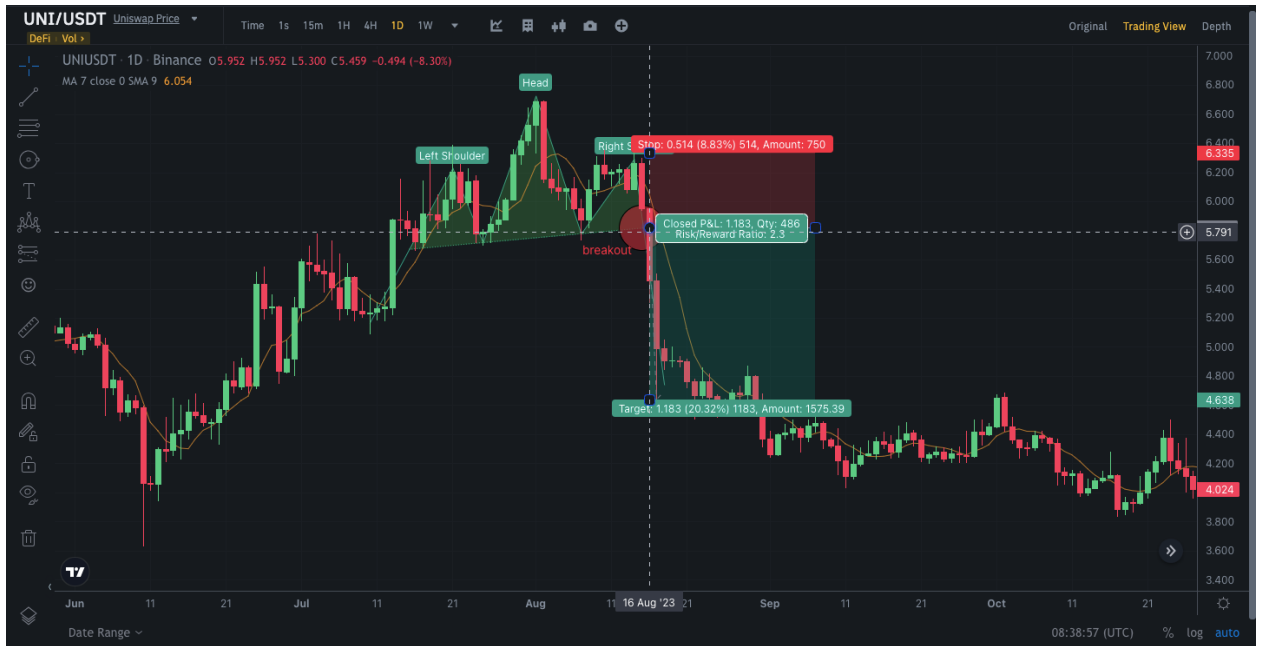 UNI/USDT Uniswap Price
DeFi Vol
Time 1s 15m 1H 4H 1D 1W
Original Trading View Depth
UNIUSDT · 1D · Binance O5.952 H5.952 L5.300 C5.459 −0.494 (−8.30%)
MA 7 close 0 SMA 9 6.054
Head
Left Shoulder
Right S
Stop: 0.514 (8.83%) 514, Amount: 750
Closed P&L: 1.183, Qty: 486
Risk/Reward Ratio: 2.3
breakout
Target: 1.183 (20.32%) 1183, Amount: 1575.39
7.000
6.800
6.600
6.400
6.335
6.200
6.000
5.791
5.600
5.400
5.200
5.000
4.800
4.638
4.400
4.200
4.024
3.800
3.600
3.400
Jun 11 21 Jul 11 21 Aug 11 16 Aug '23 21 Sep 11 21 Oct 11 21
Date Range
08:38:57 (UTC) % log auto